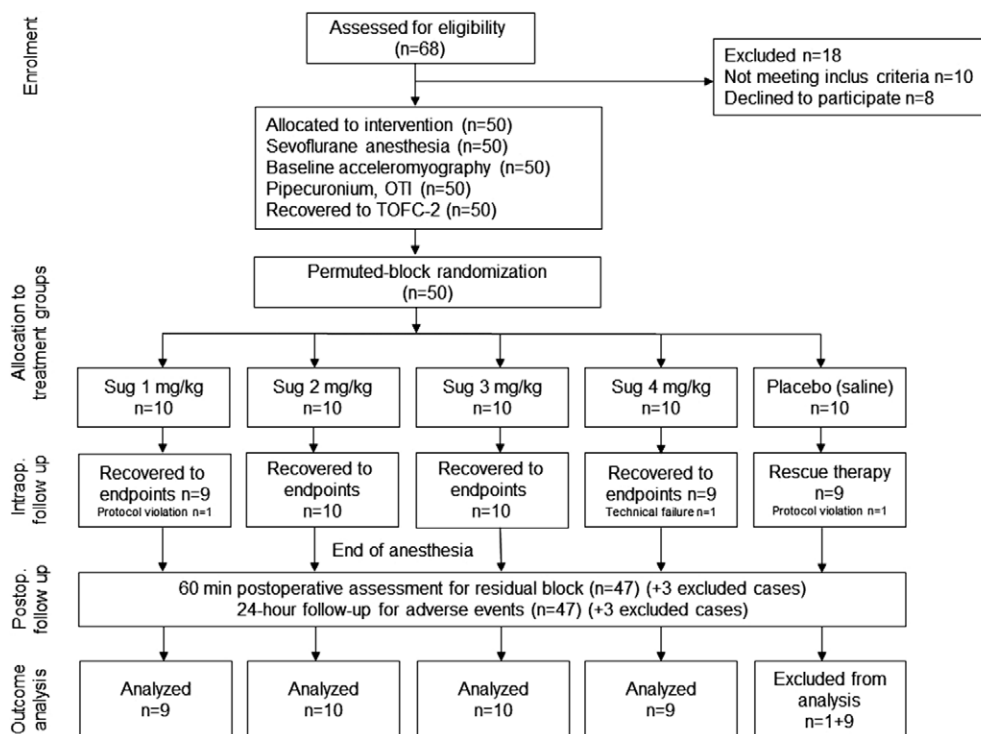 Enrolment
Assessed for eligibility
(n=68)
Excluded n=18
Not meeting inclus criteria n=10
Declined to participate n=8
Allocated to intervention (n=50)
Sevoflurane anesthesia (n=50)
Baseline acceleromyography (n=50)
Pipecuronium, OTI (n=50)
Recovered to TOFC-2 (n=50)
Allocation to
treatment groups
Permuted-block randomization
(n=50)
Sug 1 mg/kg
n=10
Sug 2 mg/kg
n=10
Sug 3 mg/kg
n=10
Sug 4 mg/kg
n=10
Placebo (saline)
n=10
Intraop.
follow up
Recovered to
endpoints n=9
Protocol violation n=1
Recovered to
endpoints
n=10
Recovered to
endpoints
n=10
Recovered to
endpoints n=9
Technical failure n=1
Rescue therapy
n=9
Protocol violation n=1
End of anesthesia
Postop.
follow up
60 min postoperative assessment for residual block (n=47) (+3 excluded cases)
24-hour follow-up for adverse events (n=47) (+3 excluded cases)
Outcome
analysis
Analyzed
n=9
Analyzed
n=10
Analyzed
n=10
Analyzed
n=9
Excluded from
analysis
n=1+9